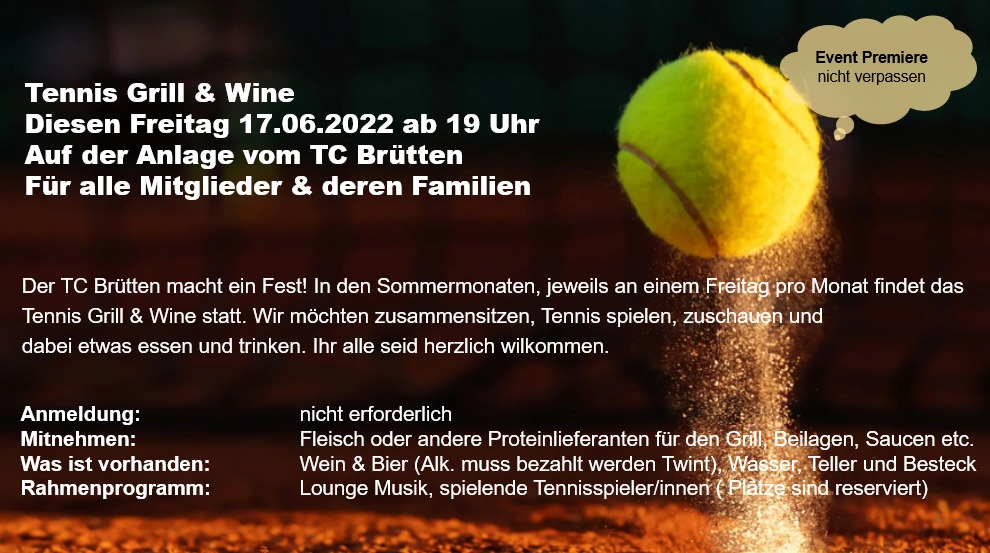 Event Premiere
nicht verpassen
Tennis Grill & Wine
Diesen Freitag 17.06.2022 ab 19 Uhr
Auf der Anlage vom TC Brütten
Für alle Mitglieder & deren Familien
Der TC Brütten macht ein Fest! In den Sommermonaten, jeweils an einem Freitag pro Monat findet das
Tennis Grill & Wine statt. Wir möchten zusammensitzen, Tennis spielen, zuschauen und
dabei etwas essen und trinken. Ihr alle seid herzlich wilkommen.
Anmeldung: nicht erforderlich
Mitnehmen: Fleisch oder andere Proteinlieferanten für den Grill, Beilagen, Saucen etc.
Was ist vorhanden: Wein & Bier (Alk. muss bezahlt werden Twint), Wasser, Teller und Besteck
Rahmenprogramm: Lounge Musik, spielende Tennisspieler/innen ( Plätze sind reserviert)